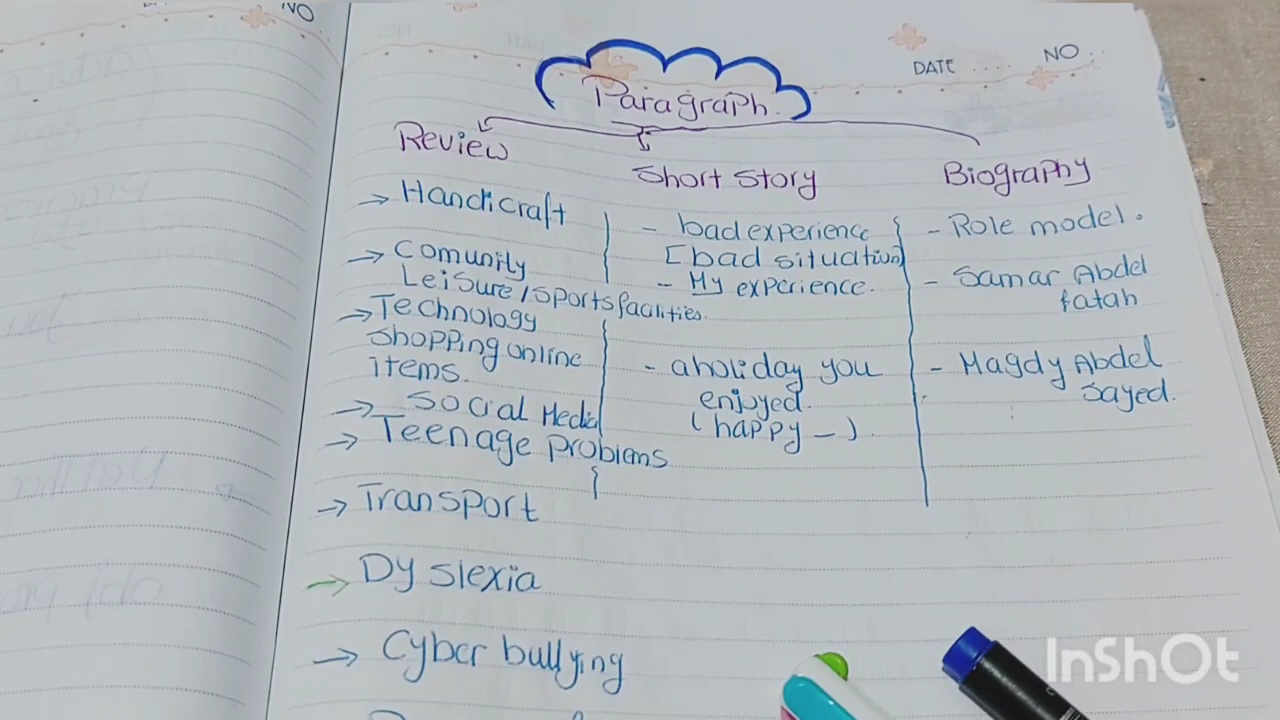 NO
DATE .... NO ..
Paragraph.
Review
Short story
Biography
→ Handicraft
→ Comunity
Leisure / sports facilities.
→ Technology
shopping online
items.
→ Social Media
→ Teenage problems
→ Transport
→ Dyslexia
→ Cyber bullying
- bad experience
[bad situation]
- My experience.
- a holiday you
enjoyed.
(happy -).
- Role model.
- Samar Abdel
fatah
- Magdy Abdel
Sayed.
InShOt